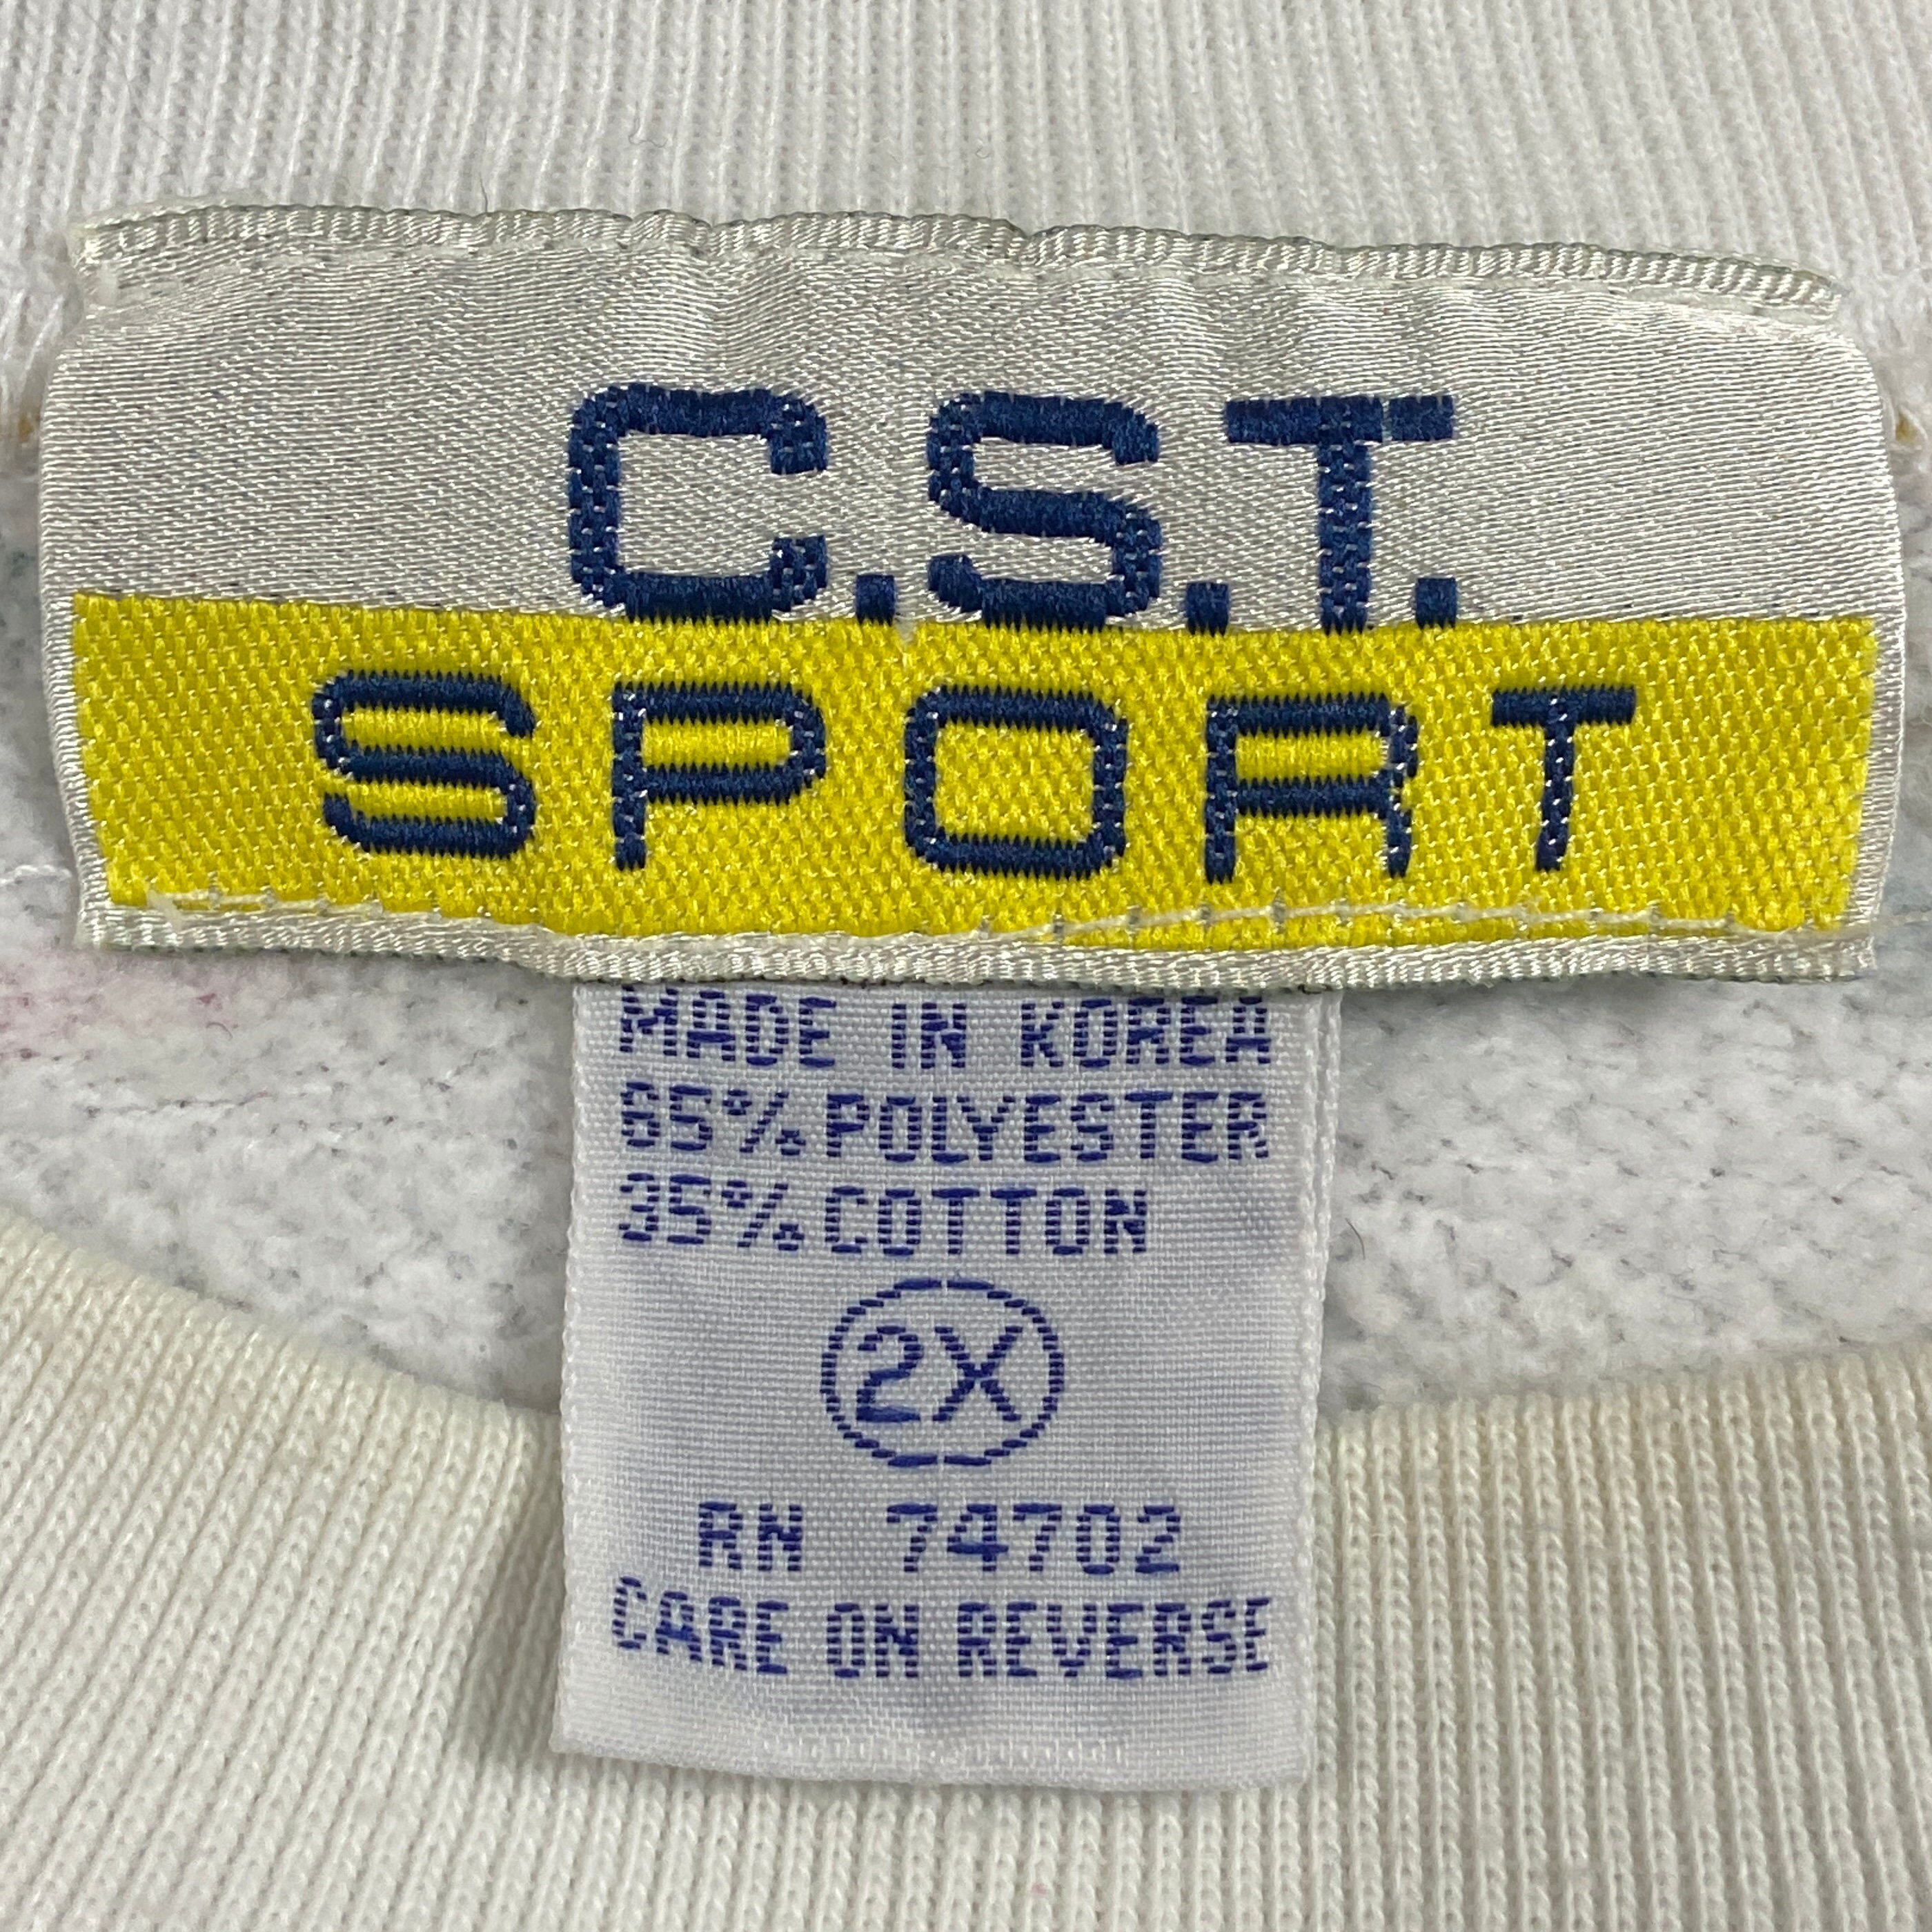 C.S.T.
SPORT
MADE IN KOREA
65% POLYESTER
35% COTTON
2X
RN 74702
CARE ON REVERSE